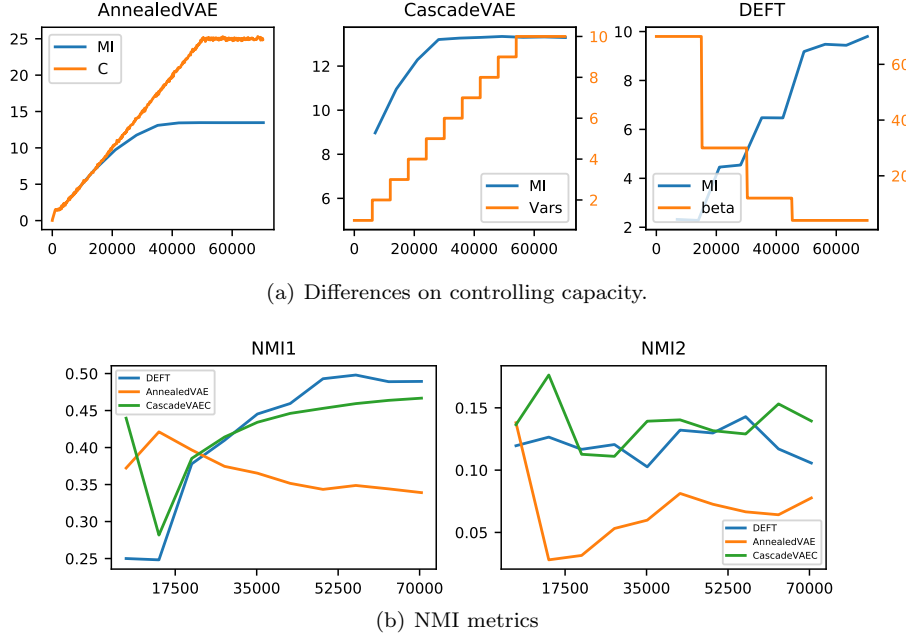 AnnealedVAE CascadeVAE DEFT
25
20
15
10
5
0
MI
C
0 20000 40000 60000
12
10
8
6
10
8
6
4
2
MI
Vars
0 20000 40000 60000
10
8
6
4
2
60
40
20
MI
beta
0 20000 40000 60000
(a) Differences on controlling capacity.
NMI1 NMI2
0.50
0.45
0.40
0.35
0.30
0.25
DEFT
AnnealedVAE
CascadeVAEC
17500 35000 52500 70000
0.15
0.10
0.05
DEFT
AnnealedVAE
CascadeVAEC
17500 35000 52500 70000
(b) NMI metrics